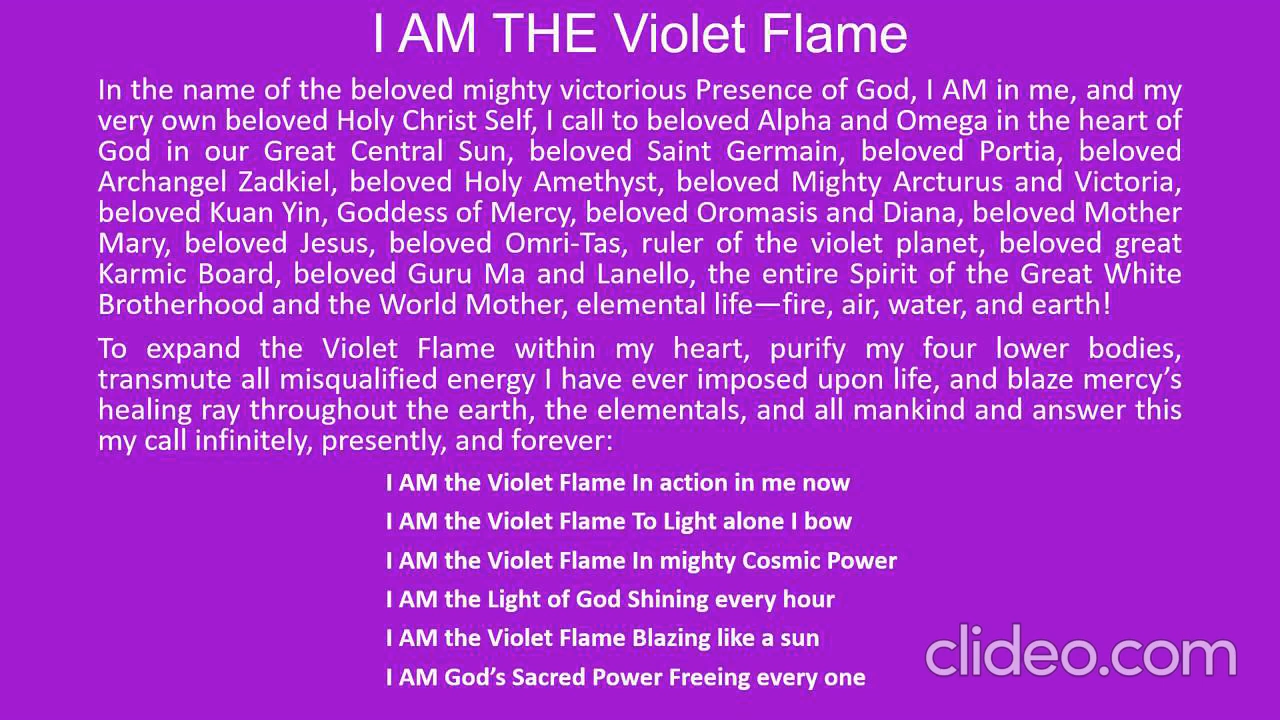 I AM THE Violet Flame
In the name of the beloved mighty victorious Presence of God, I AM in me, and my
very own beloved Holy Christ Self, I call to beloved Alpha and Omega in the heart of
God in our Great Central Sun, beloved Saint Germain, beloved Portia, beloved
Archangel Zadkiel, beloved Holy Amethyst, beloved Mighty Arcturus and Victoria,
beloved Kuan Yin, Goddess of Mercy, beloved Oromasis and Diana, beloved Mother
Mary, beloved Jesus, beloved Omri-Tas, ruler of the violet planet, beloved great
Karmic Board, beloved Guru Ma and Lanello, the entire Spirit of the Great White
Brotherhood and the World Mother, elemental life—fire, air, water, and earth!
To expand the Violet Flame within my heart, purify my four lower bodies,
transmute all misqualified energy I have ever imposed upon life, and blaze mercy’s
healing ray throughout the earth, the elementals, and all mankind and answer this
my call infinitely, presently, and forever:
I AM the Violet Flame In action in me now
I AM the Violet Flame To Light alone I bow
I AM the Violet Flame In mighty Cosmic Power
I AM the Light of God Shining every hour
I AM the Violet Flame Blazing like a sun
I AM God’s Sacred Power Freeing every one
clideo.com